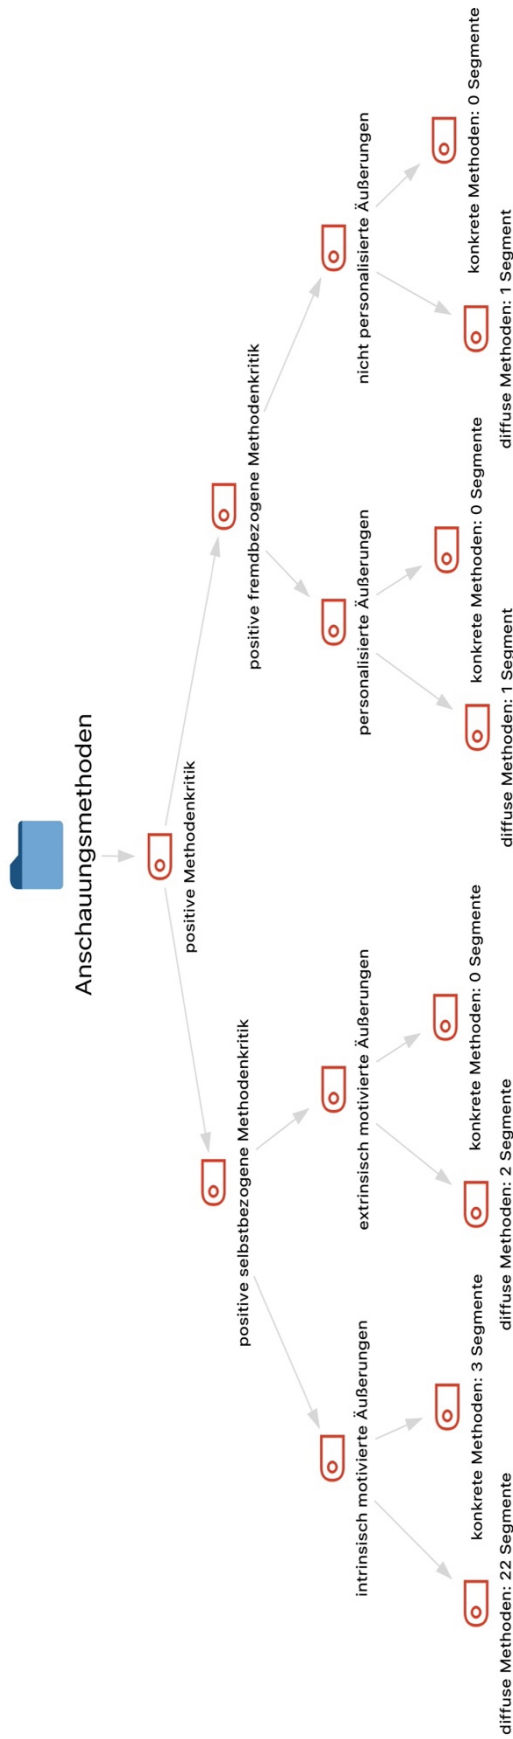 Anschauungsmethoden
positive Methodenkritik
positive selbstbezogene Methodenkritik
positive fremdbezogene Methodenkritik
intrinsisch motivierte Äußerungen
extrinsisch motivierte Äußerungen
personalisierte Äußerungen
nicht personalisierte Äußerungen
diffuse Methoden: 22 Segmente
konkrete Methoden: 3 Segmente
diffuse Methoden: 2 Segmente
konkrete Methoden: 0 Segmente
diffuse Methoden: 1 Segment
konkrete Methoden: 0 Segmente
diffuse Methoden: 1 Segment
konkrete Methoden: 0 Segmente